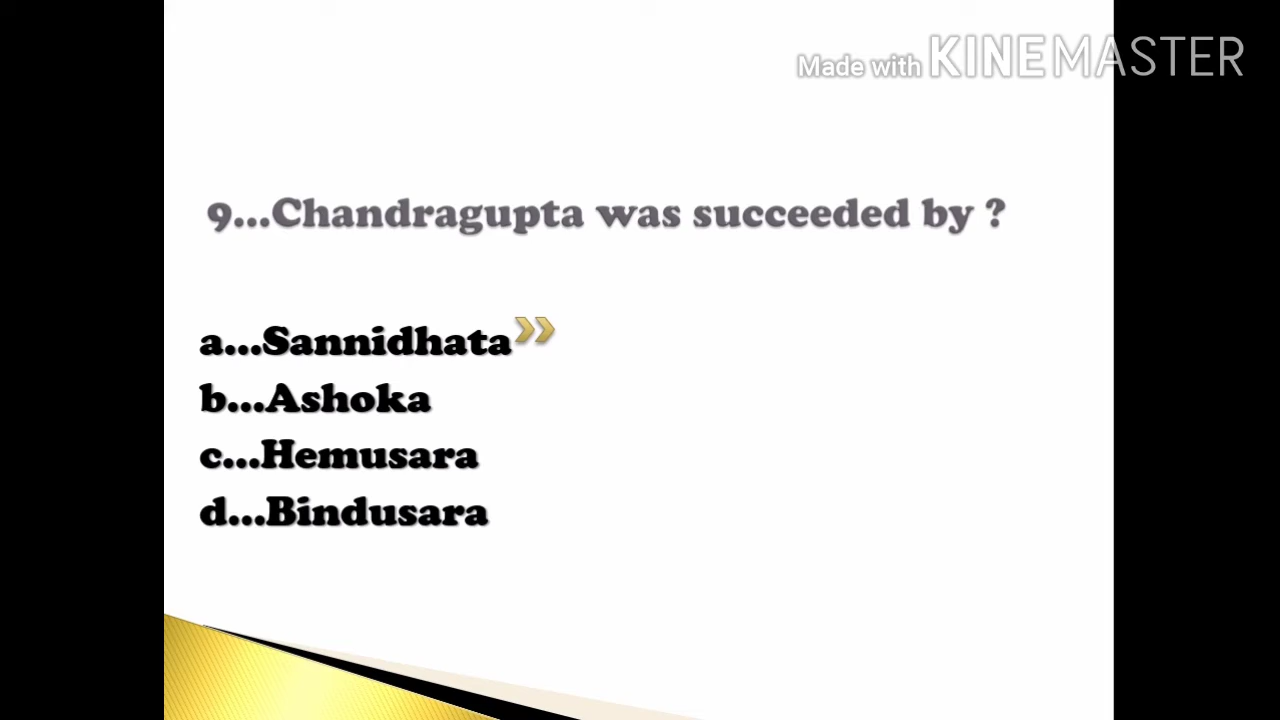 Made with KINEMASTER
9...Chandragupta was succeeded by ?
a...Sannidhata
b...Ashoka
c...Hemusara
d...Bindusara